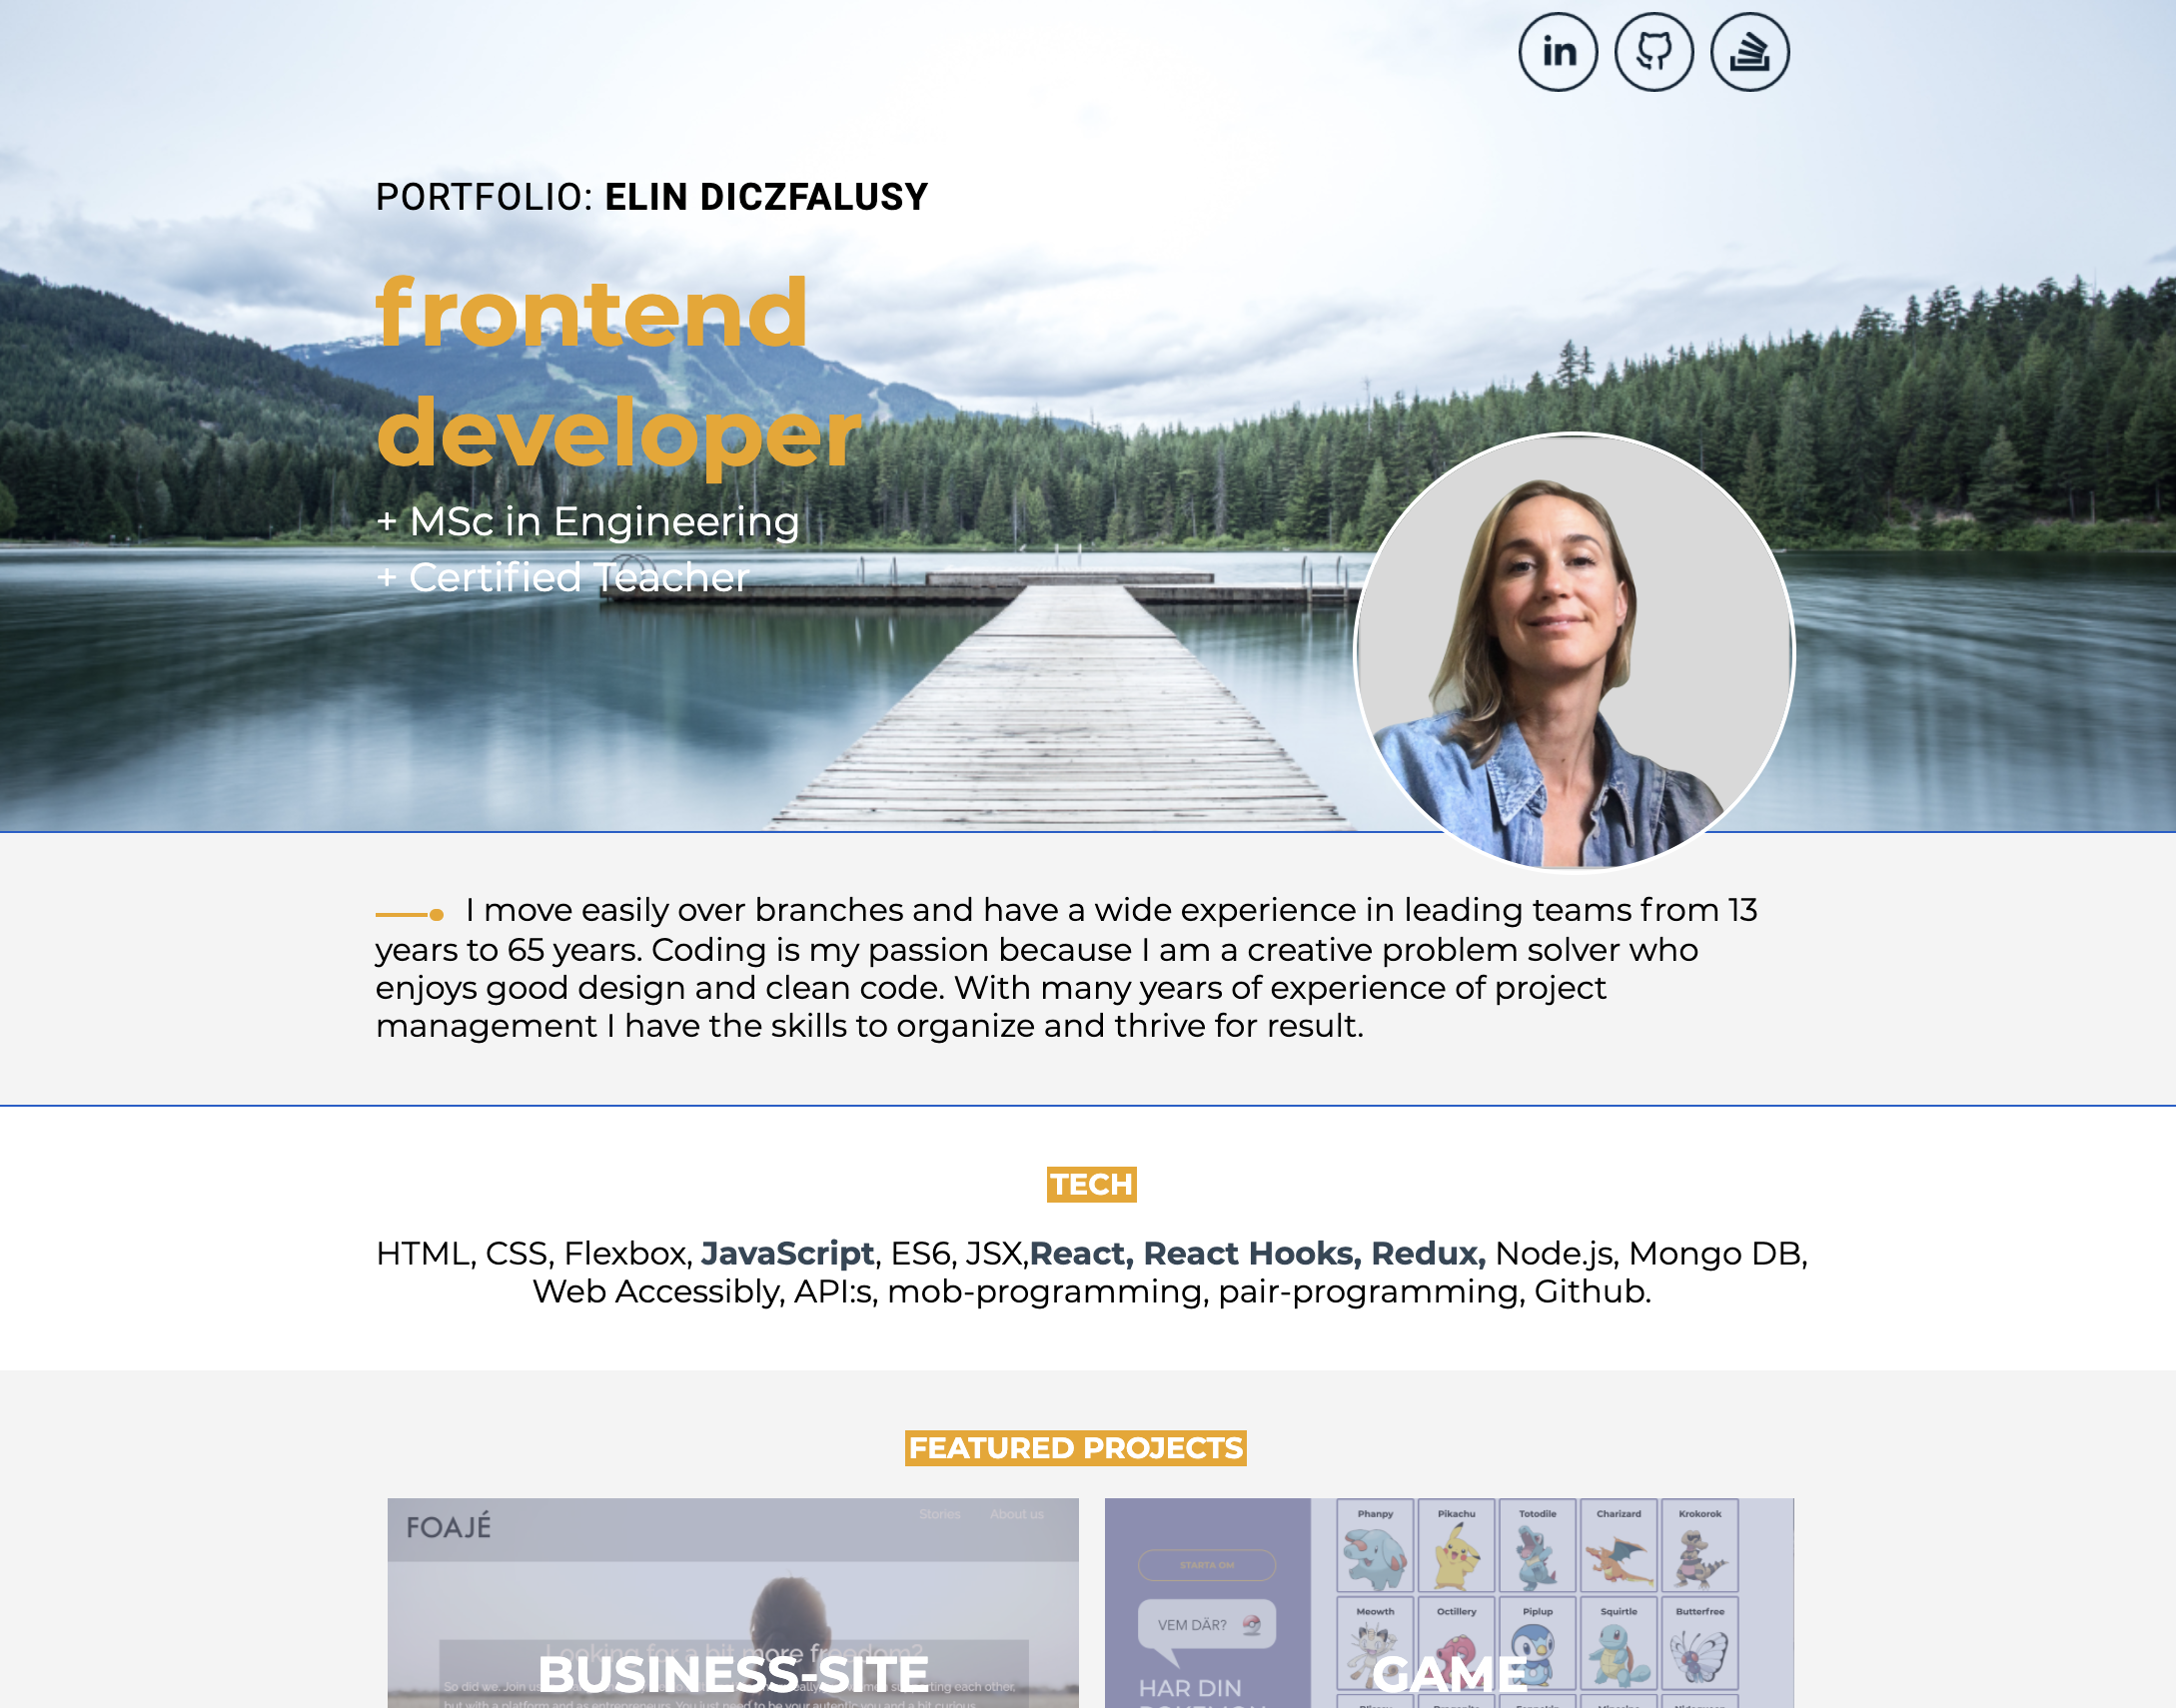 in
PORTFOLIO: ELIN DICZFALUSY
frontend
developer
+ MSc in Engineering
+ Certified Teacher
I move easily over branches and have a wide experience in leading teams from 13
years to 65 years. Coding is my passion because I am a creative problem solver who
enjoys good design and clean code. With many years of experience of project
management I have the skills to organize and thrive for result.
TECH
HTML, CSS, Flexbox, JavaScript, ES6, JSX,React, React Hooks, Redux, Node.js, Mongo DB,
Web Accessibly, API:s, mob-programming, pair-programming, Github.
FEATURED PROJECTS
FOAJÉ
Stories About us
Looking for a bit more freedom?
BUSINESS-SITE
So did we. Join us
supporting each other,
but with a platform and as entrepreneurs. You just need to be your autentic you and a bit curious
STARTA OM
VEM DÄR?
HAR DIN
Phanpy Pikachu Totodile Charizard Krokorok
Meowth Octillery Piplup Squirtle Butterfree
GAME